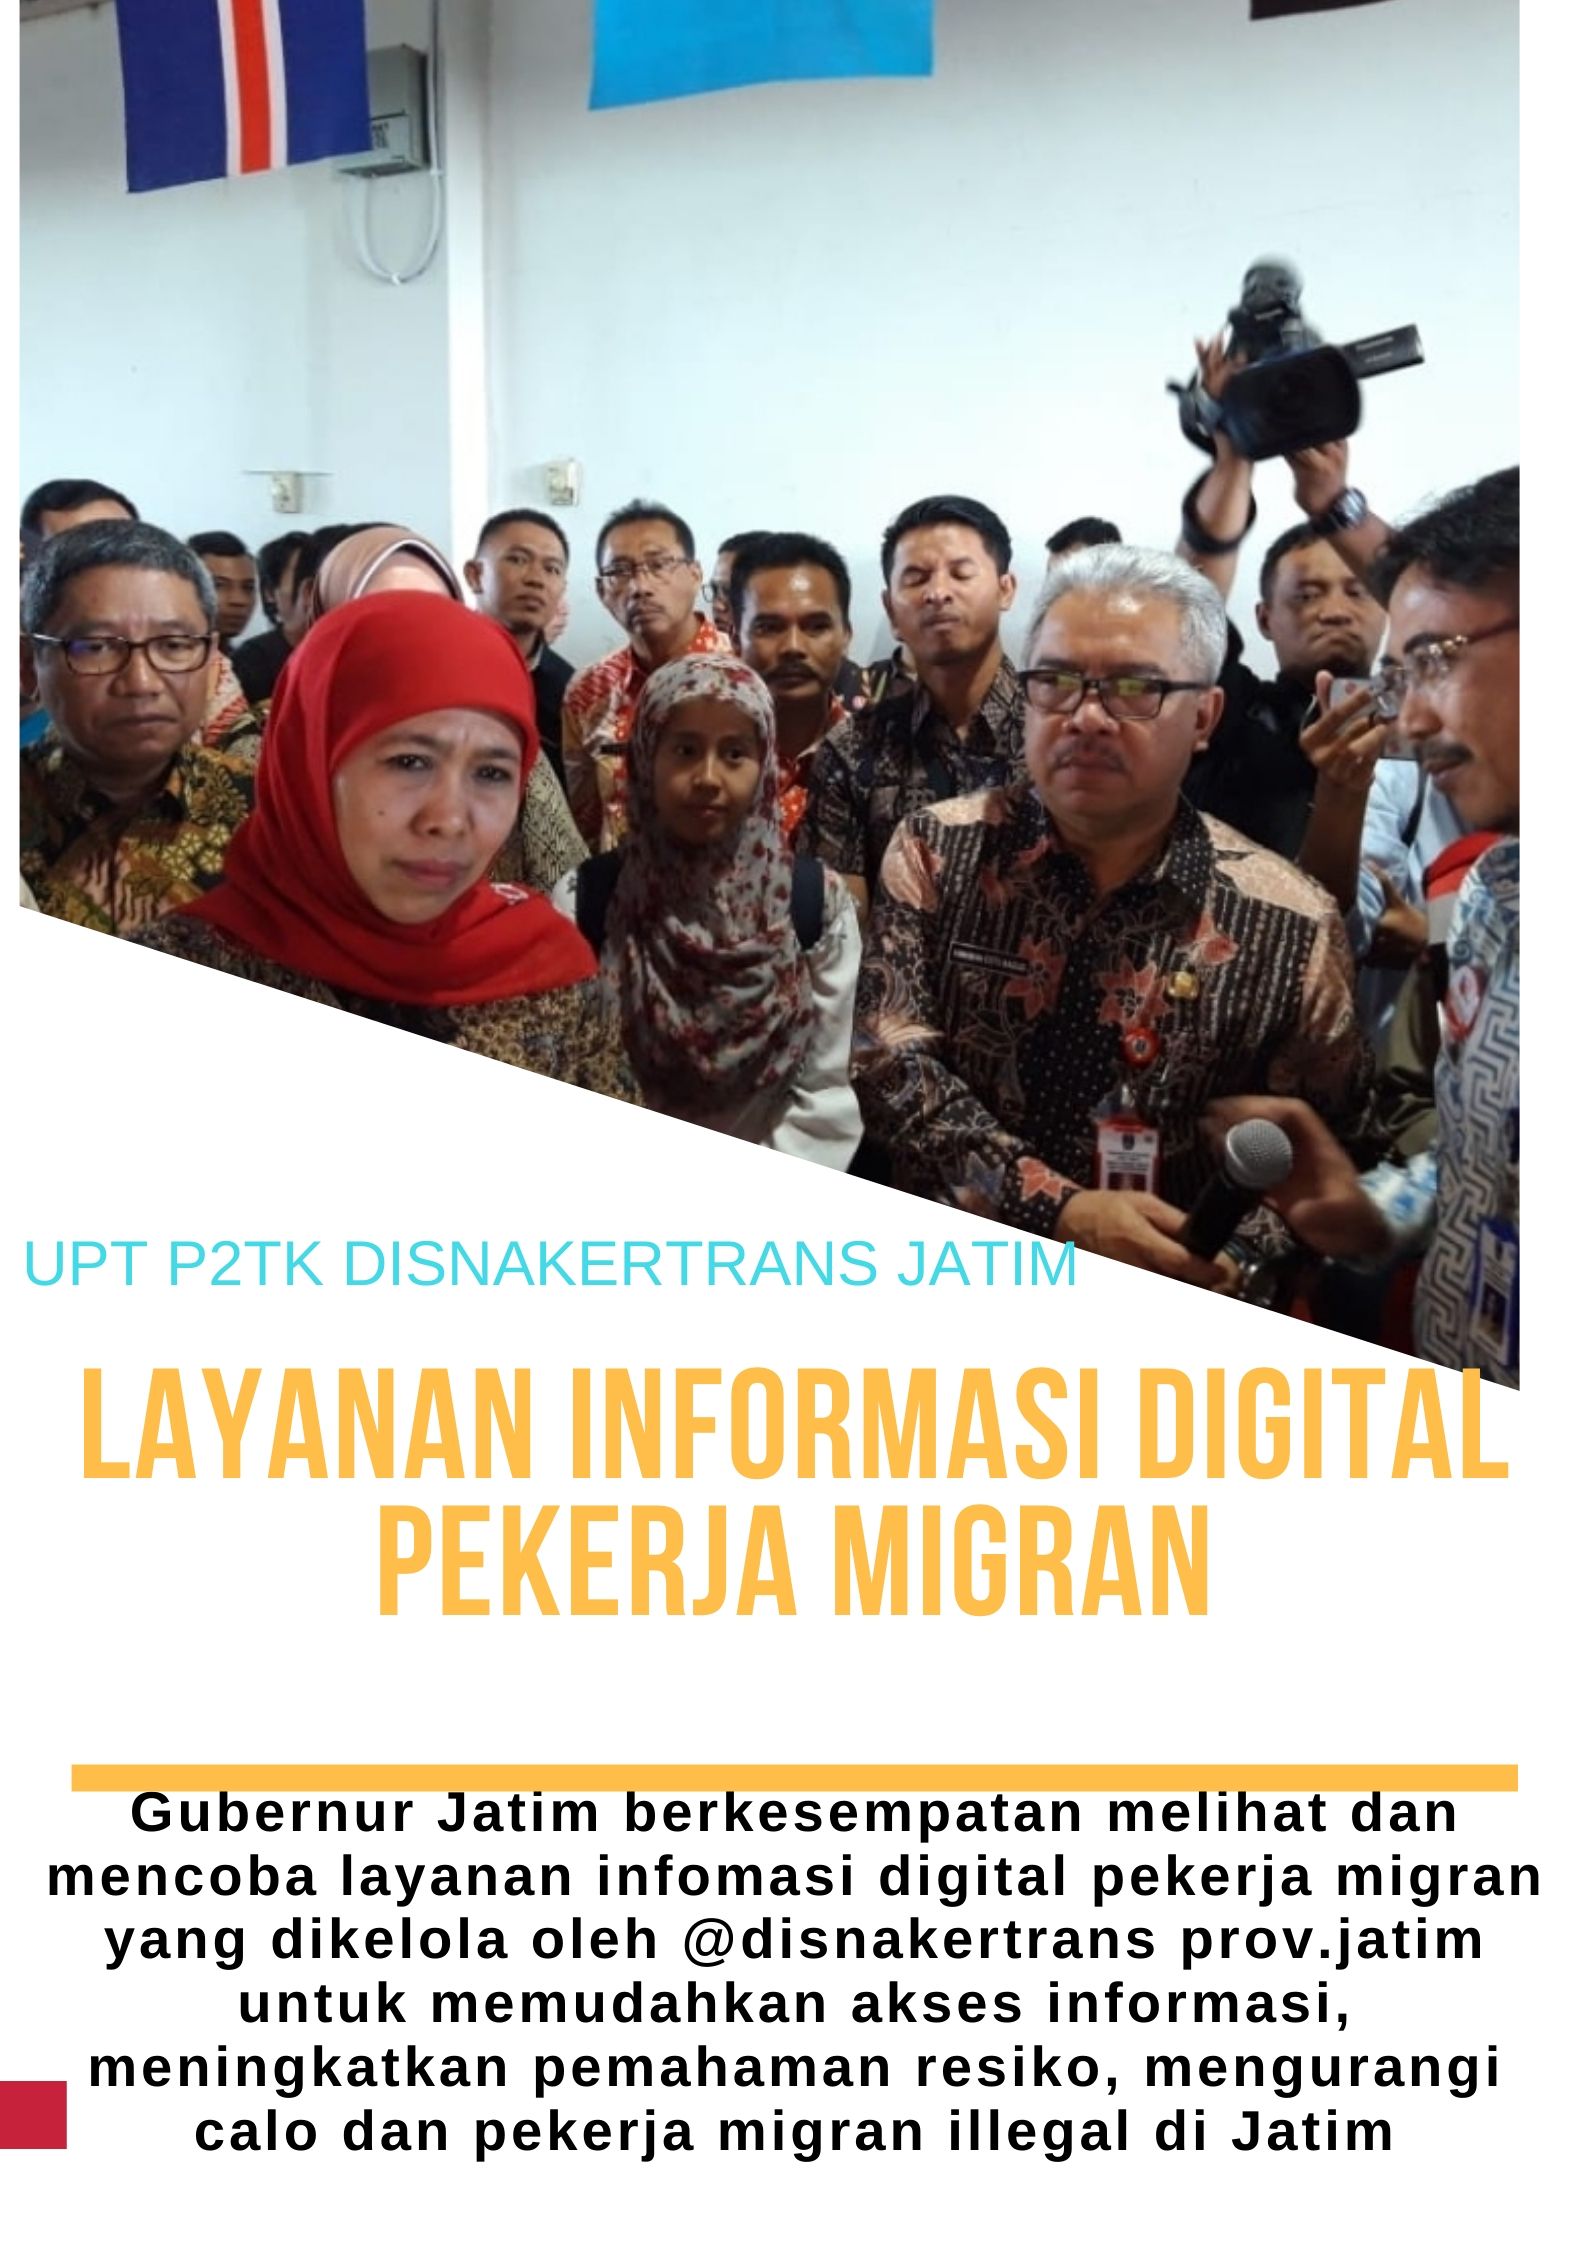 UPT P2TK DISNAKERTRANS JATIM
LAYANAN INFORMASI DIGITAL
PEKERJA MIGRAN
Gubernur Jatim berkesempatan melihat dan
mencoba layanan infomasi digital pekerja migran
yang dikelola oleh @disnakertrans prov.jatim
untuk memudahkan akses informasi,
meningkatkan pemahaman resiko, mengurangi
calo dan pekerja migran illegal di Jatim